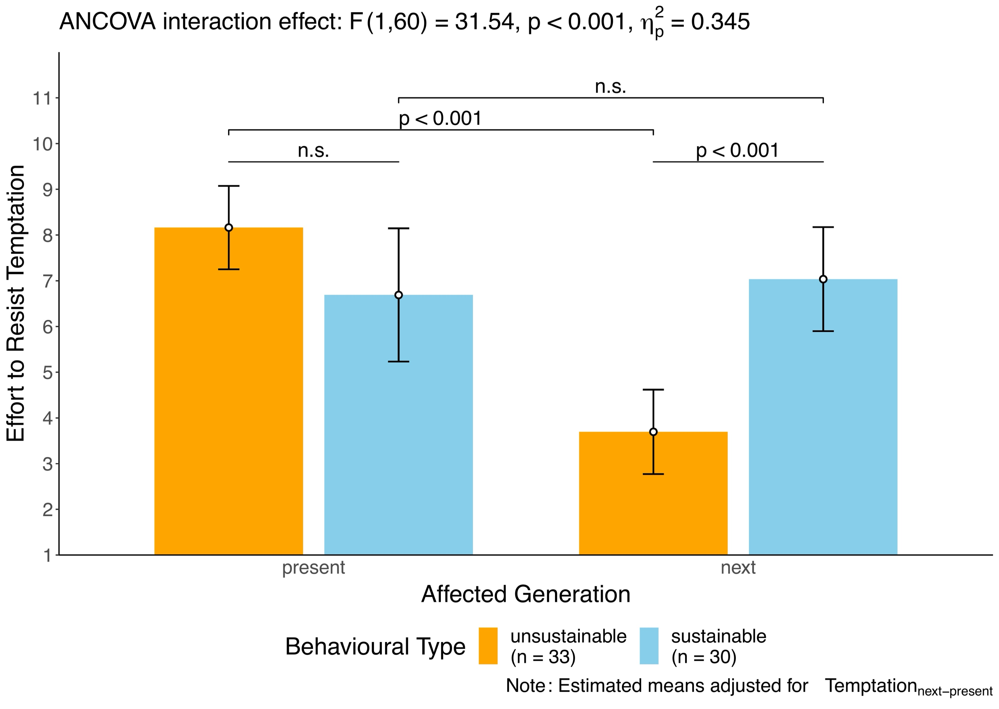 ANCOVA interaction effect: F(1,60) = 31.54, p < 0.001, η²ₚ = 0.345
n.s.
p < 0.001
n.s.
p < 0.001
11
10
9
8
7
6
5
4
3
2
1
Effort to Resist Temptation
present
next
Affected Generation
Behavioural Type
unsustainable
(n = 33)
sustainable
(n = 30)
Note: Estimated means adjusted for Temptation next−present